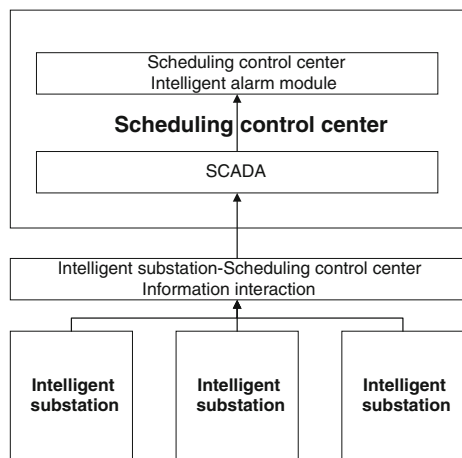 Scheduling control center
Intelligent alarm module
Scheduling control center
SCADA
Intelligent substation-Scheduling control center
Information interaction
Intelligent
substation
Intelligent
substation
Intelligent
substation